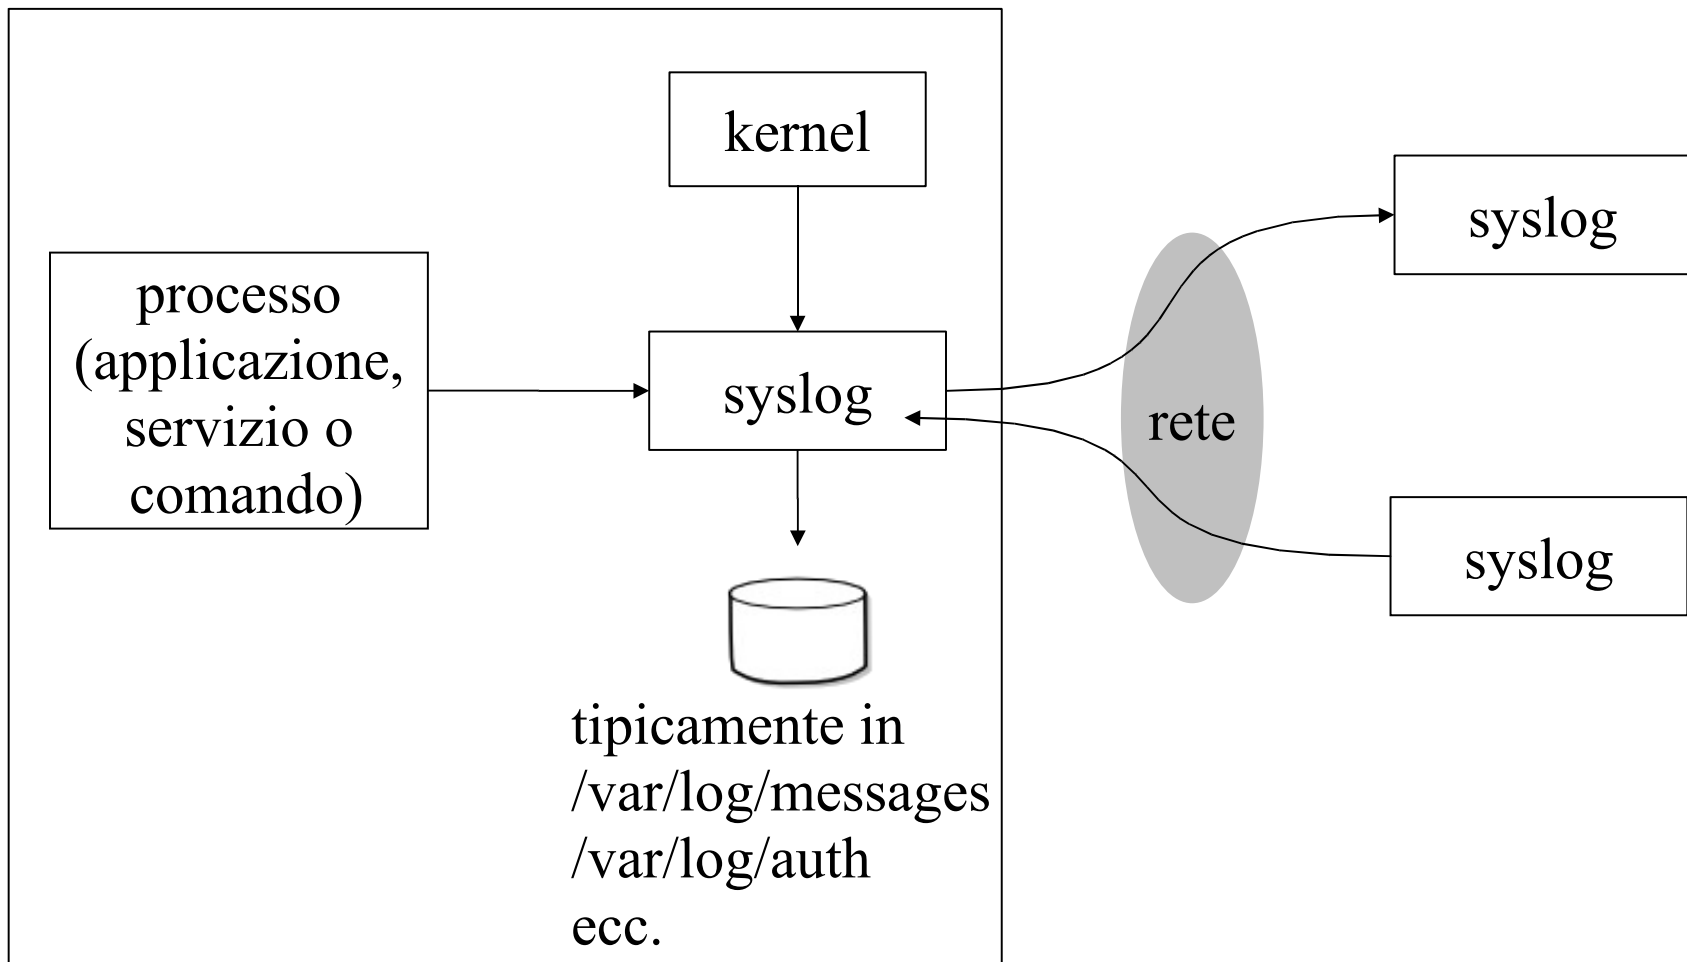 kernel
syslog
processo
(applicazione,
servizio o
comando)
syslog
rete
syslog
tipicamente in
/var/log/messages
/var/log/auth
ecc.